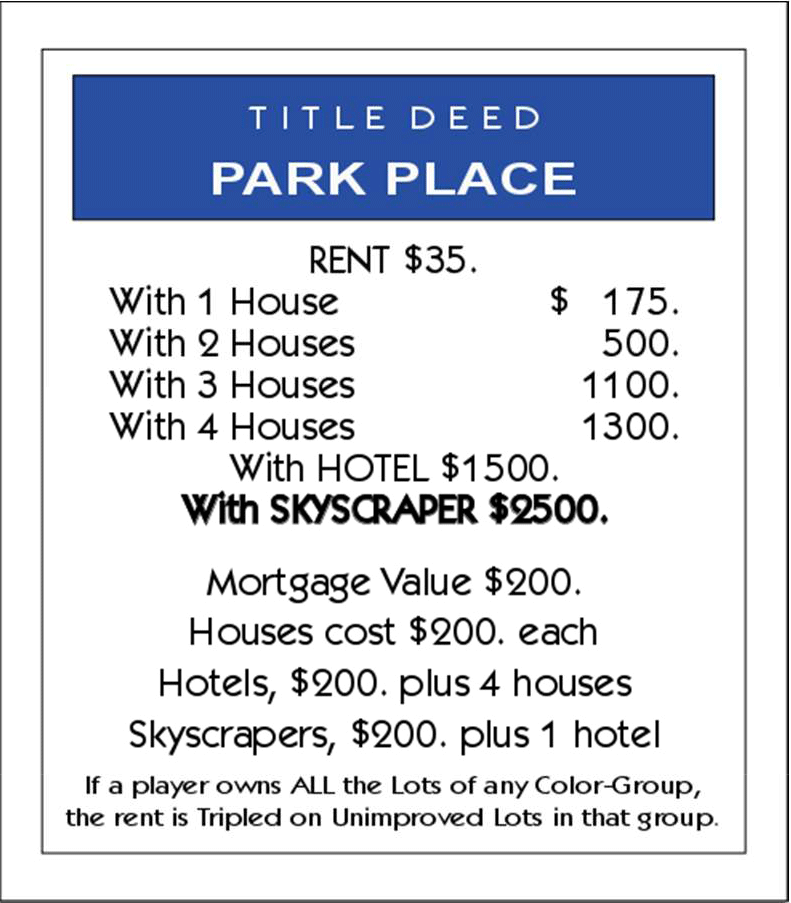 TITLE DEED
PARK PLACE
RENT $35.
With 1 House $ 175.
With 2 Houses 500.
With 3 Houses 1100.
With 4 Houses 1300.
With HOTEL $1500.
With SKYSCRAPER $2500.
Mortgage Value $200.
Houses cost $200. each
Hotels, $200. plus 4 houses
Skyscrapers, $200. plus 1 hotel
If a player owns ALL the Lots of any Color-Group,
the rent is Tripled on Unimproved Lots in that group.